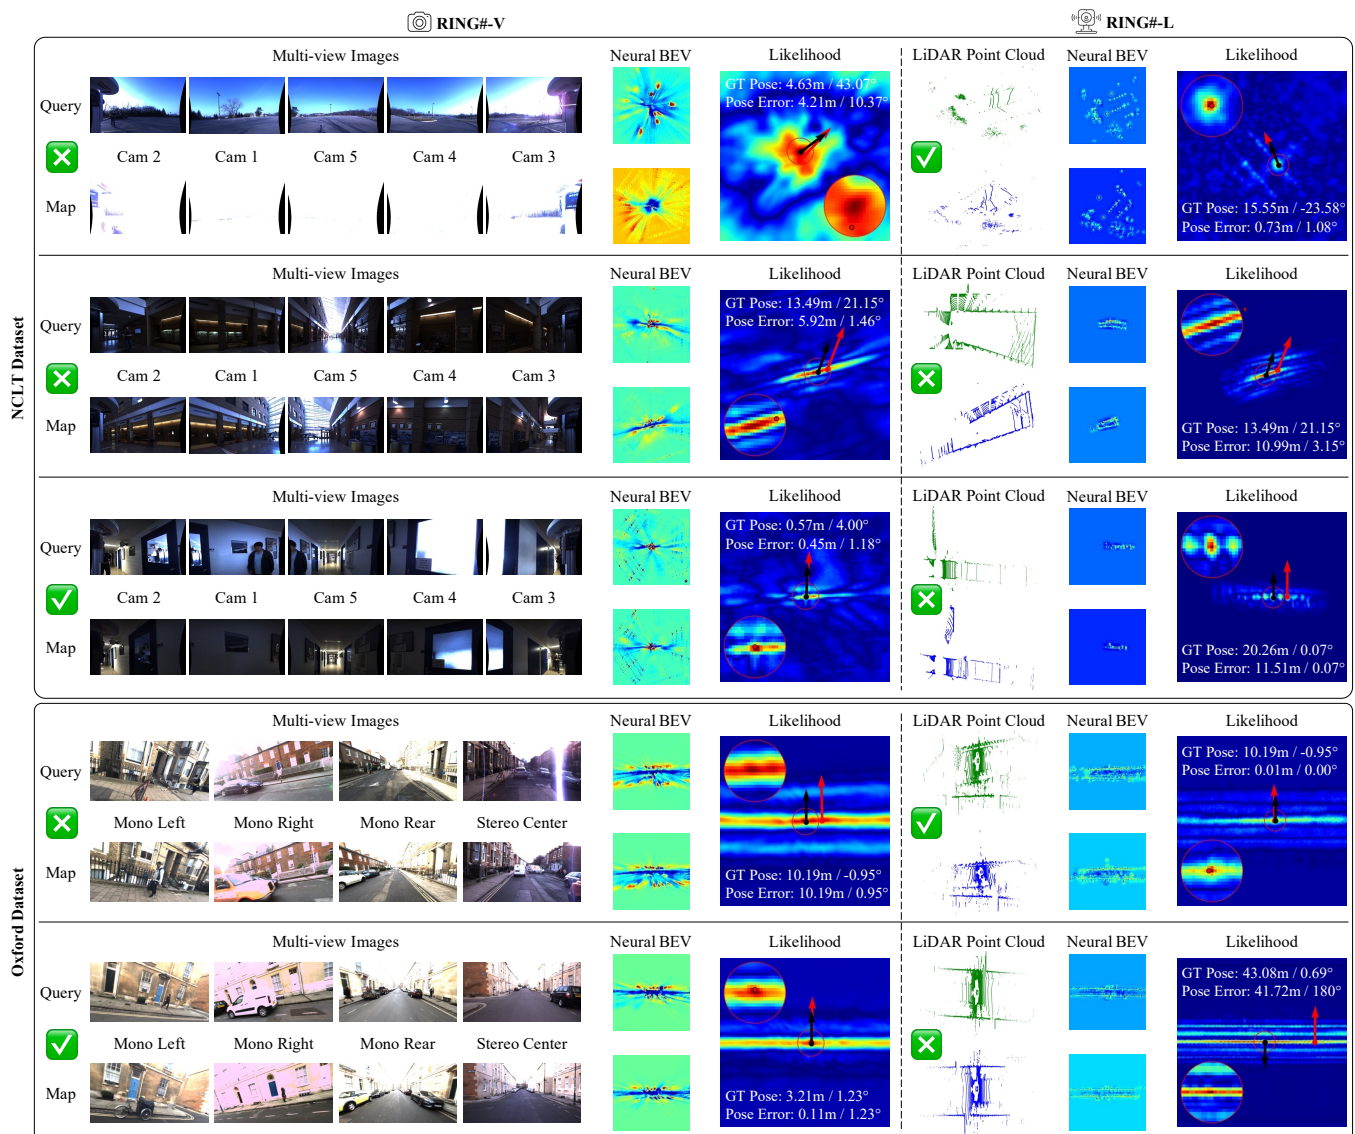 RING#-V
RING#-L
NCLT Dataset
Multi-view Images
Neural BEV
Likelihood
LiDAR Point Cloud
Neural BEV
Likelihood
Query
Cam 2
Cam 1
Cam 5
Cam 4
Cam 3
Map
GT Pose: 4.63m / 43.07°
Pose Error: 4.21m / 10.37°
GT Pose: 15.55m / -23.58°
Pose Error: 0.73m / 1.08°
Multi-view Images
Neural BEV
Likelihood
LiDAR Point Cloud
Neural BEV
Likelihood
Query
Cam 2
Cam 1
Cam 5
Cam 4
Cam 3
Map
GT Pose: 13.49m / 21.15°
Pose Error: 5.92m / 1.46°
GT Pose: 13.49m / 21.15°
Pose Error: 10.99m / 3.15°
Multi-view Images
Neural BEV
Likelihood
LiDAR Point Cloud
Neural BEV
Likelihood
Query
Cam 2
Cam 1
Cam 5
Cam 4
Cam 3
Map
GT Pose: 0.57m / 4.00°
Pose Error: 0.45m / 1.18°
GT Pose: 20.26m / 0.07°
Pose Error: 11.51m / 0.07°
Oxford Dataset
Multi-view Images
Neural BEV
Likelihood
LiDAR Point Cloud
Neural BEV
Likelihood
Query
Mono Left
Mono Right
Mono Rear
Stereo Center
Map
GT Pose: 10.19m / -0.95°
Pose Error: 10.19m / 0.95°
GT Pose: 10.19m / -0.95°
Pose Error: 0.01m / 0.00°
Multi-view Images
Neural BEV
Likelihood
LiDAR Point Cloud
Neural BEV
Likelihood
Query
Mono Left
Mono Right
Mono Rear
Stereo Center
Map
GT Pose: 3.21m / 1.23°
Pose Error: 0.11m / 1.23°
GT Pose: 43.08m / 0.69°
Pose Error: 41.72m / 180°